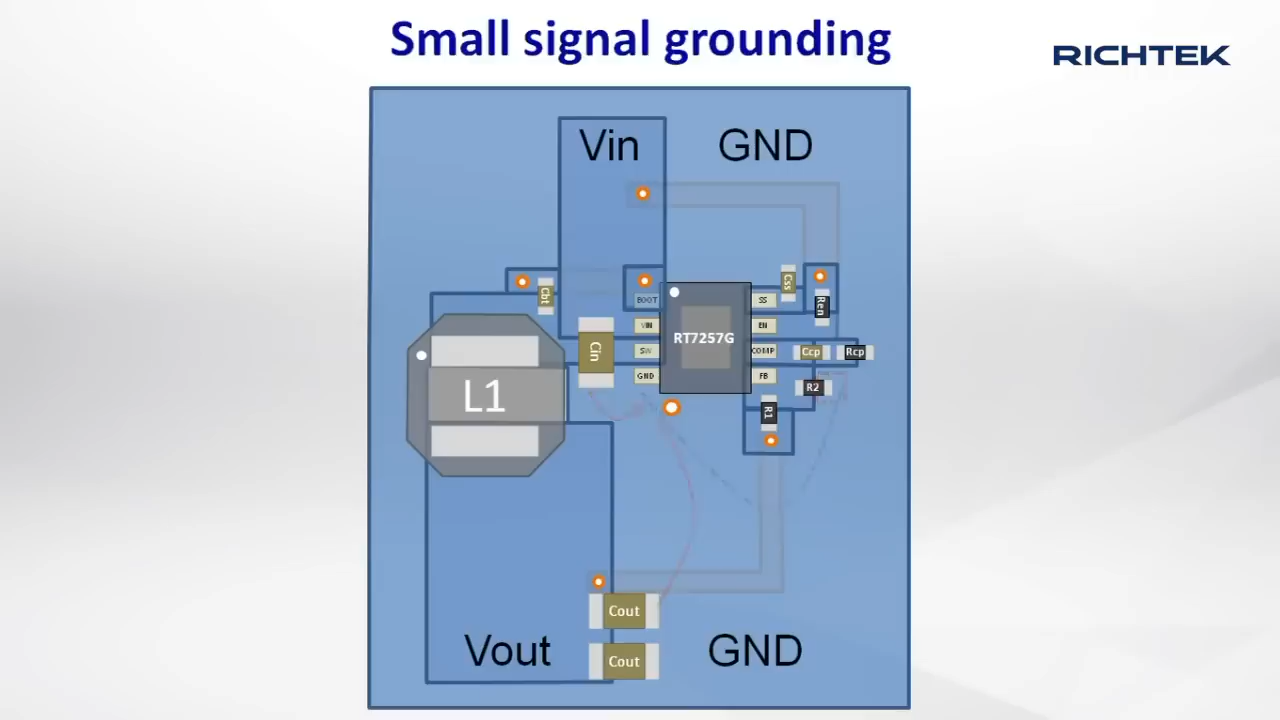 Small signal grounding
RICHTEK
Vin
GND
Cbt
BOOT
VIN
SW
GND
RT7257G
SS
EN
COMP
FB
Css
Ren
Cin
Ccp
Rcp
R2
R1
L1
Cout
Cout
Vout
GND